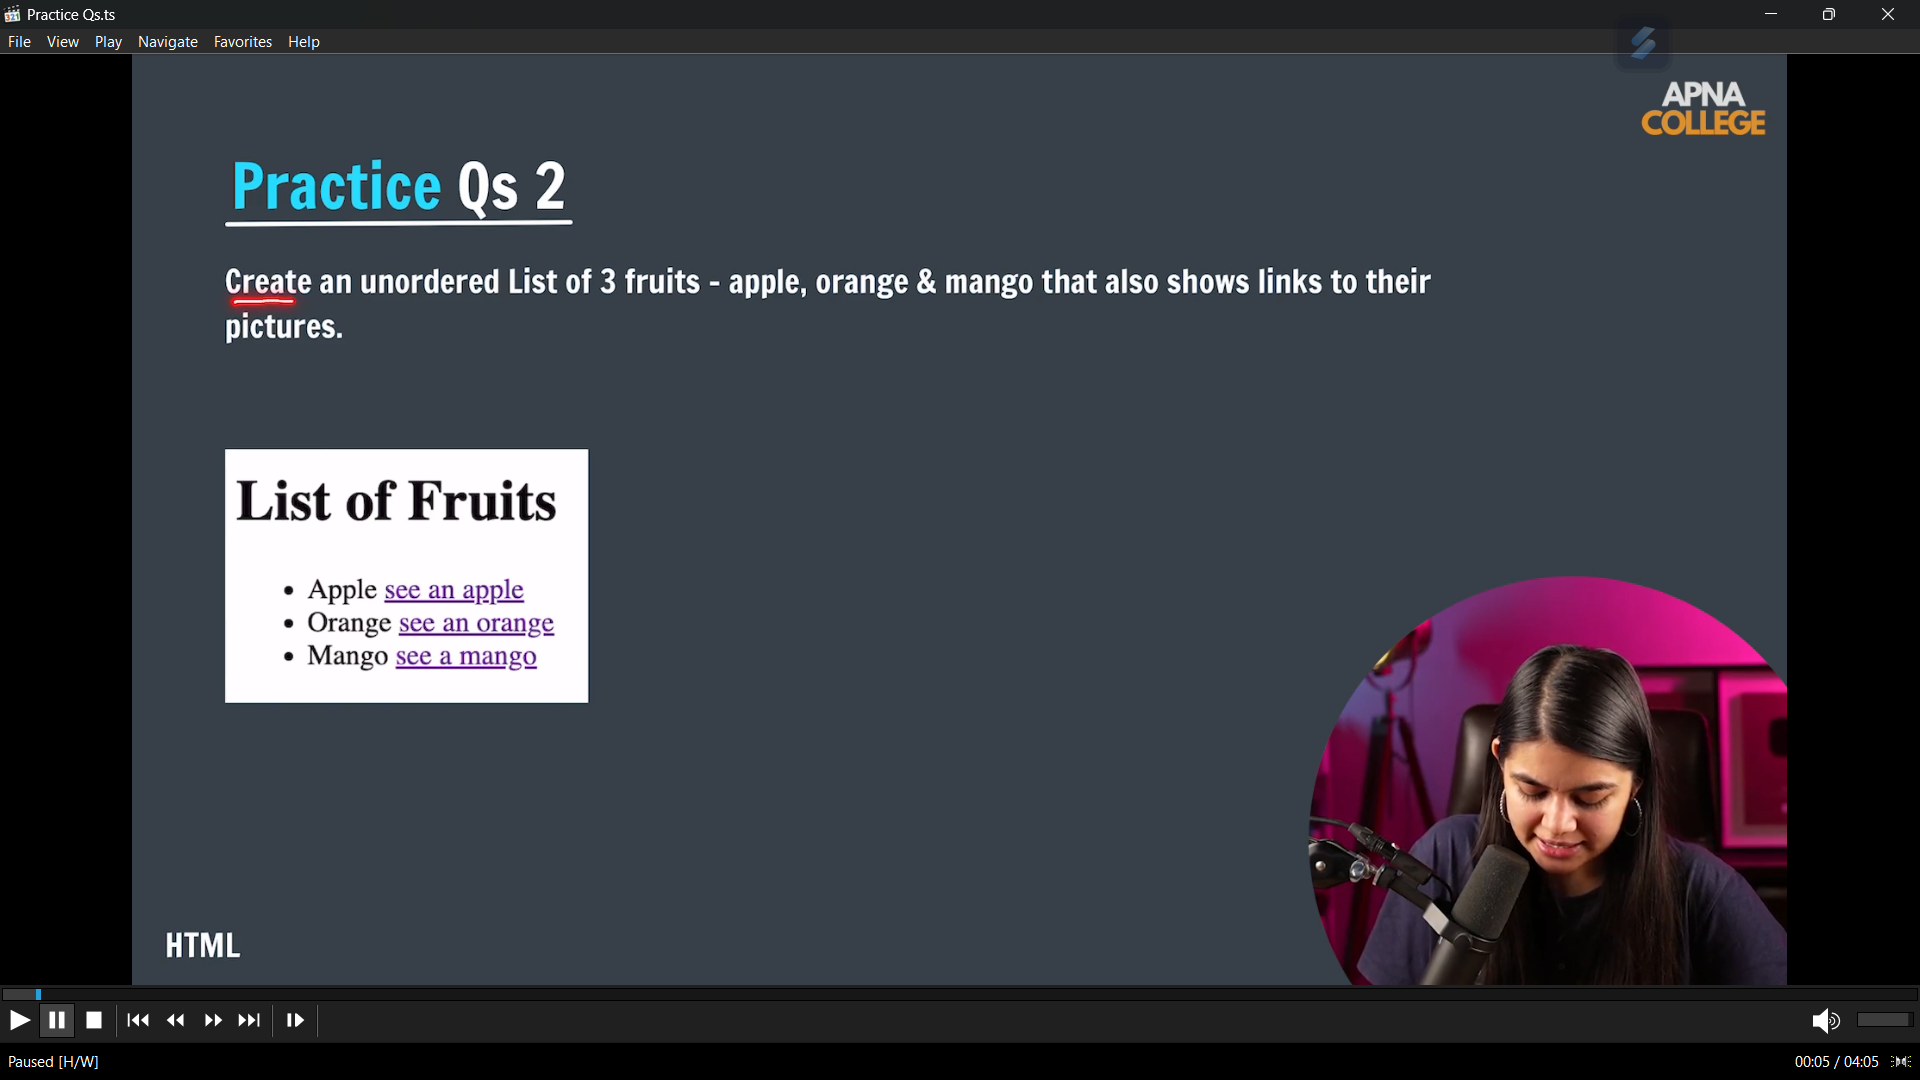 Practice Qs.ts
File View Play Navigate Favorites Help
APNA
COLLEGE
Practice Qs 2
Create an unordered List of 3 fruits - apple, orange & mango that also shows links to their
pictures.
List of Fruits
• Apple see an apple
• Orange see an orange
• Mango see a mango
HTML
Paused [H/W]
00:05 / 04:05